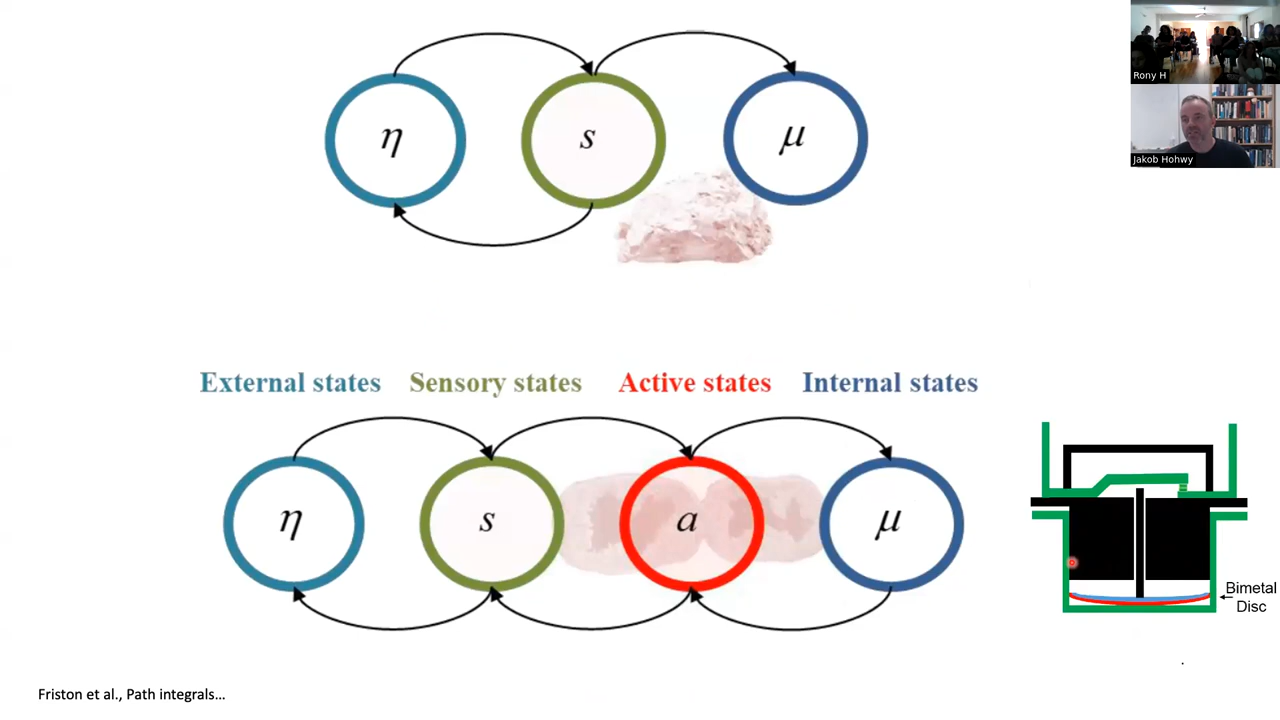 η s μ
Rony H
Jakob Hohwy
External states Sensory states Active states Internal states
η s a μ
Bimetal
Disc
Friston et al., Path integrals...